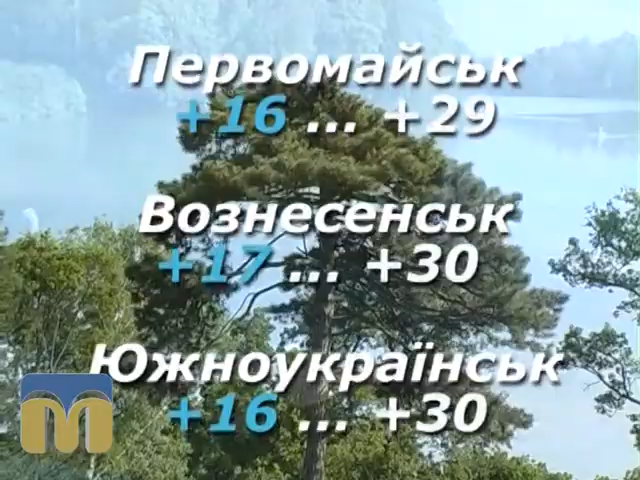 Первомайськ
+16 ... +29
Вознесенськ
+17 ... +30
Южноукраїнськ
+16 ... +30